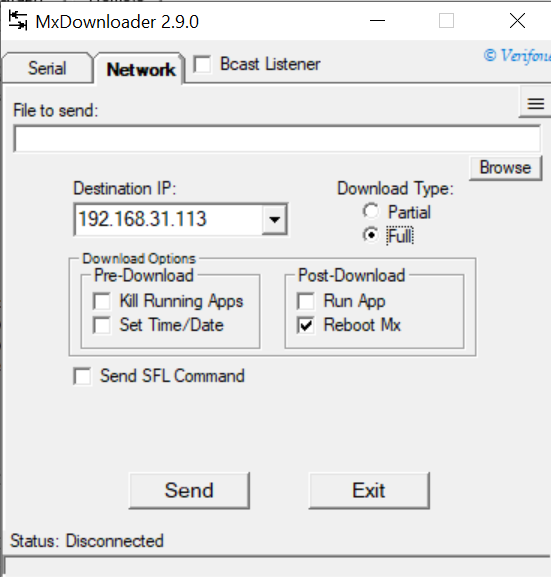 MxDownloader 2.9.0
Serial Network Bcast Listener © Verifone
File to send:
Browse
Destination IP: Download Type:
192.168.31.113 Partial
Full
Download Options
Pre-Download Post-Download
Kill Running Apps Run App
Set Time/Date Reboot Mx
Send SFL Command
Send Exit
Status: Disconnected